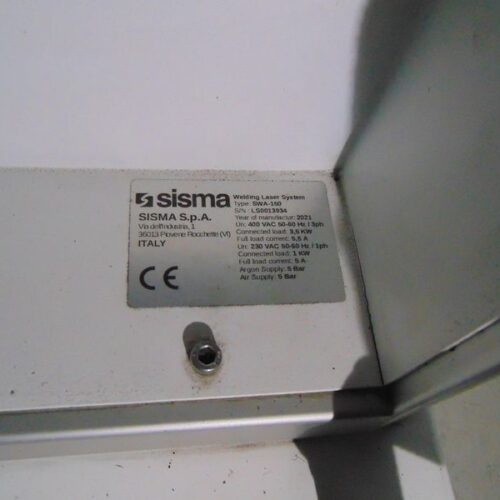 sisma
SISMA S.p.A.
Via dell'Industria, 1
36013 Piovene Rocchette (VI)
ITALY
CE
Welding Laser System
Type: SWA-150
S/N : LS0013934
Year of manufactur: 2021
Un: 400 VAC 50-60 Hz / 3ph
Connected load: 3,5 KW
Full load current: 5,5 A
Un: 230 VAC 50-60 Hz / 1ph
Connected load: 1 KW
Full load current: 5 A
Argon Supply: 5 Bar
Air Supply: 5 Bar